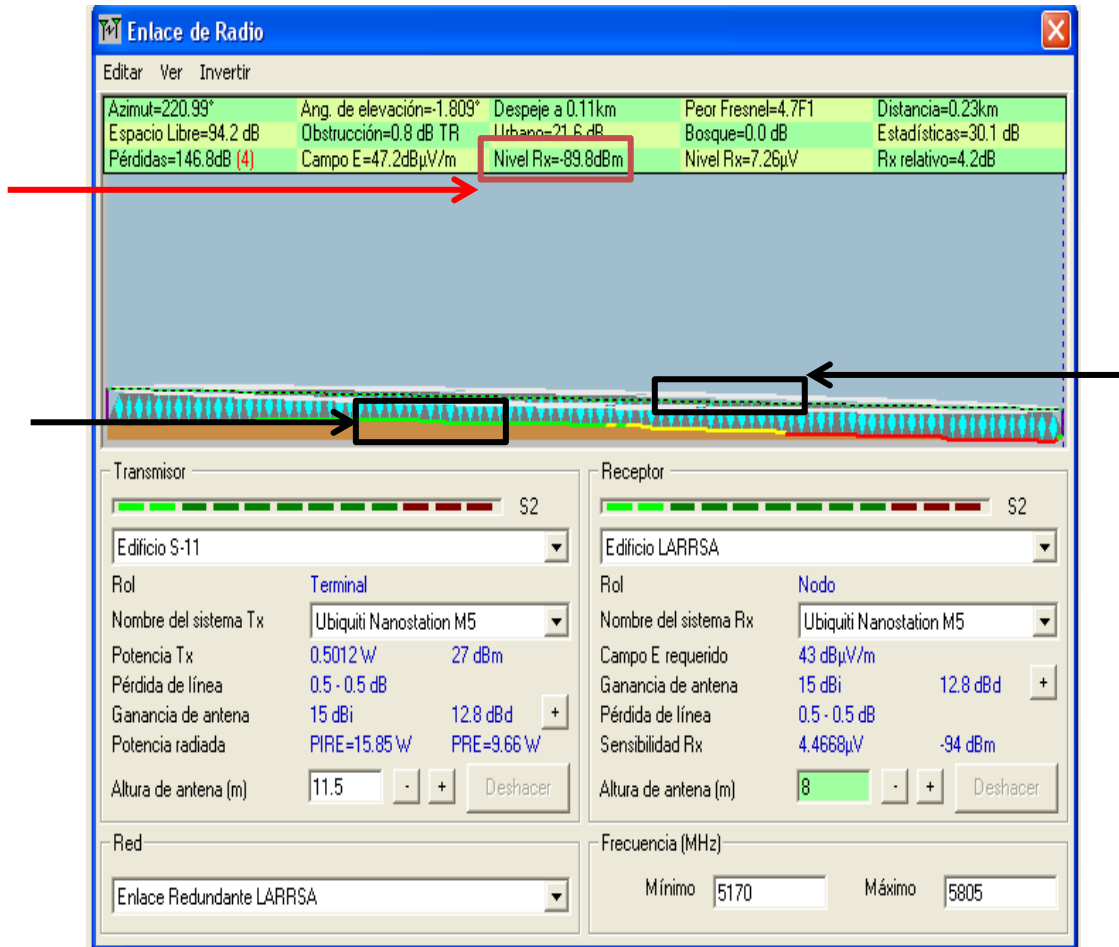 Enlace de Radio
Editar Ver Invertir
Azimut=220.99° Ang. de elevación=-1.809° Despeje a 0.11km Peor Fresnel=4.7F1 Distancia=0.23km
Espacio Libre=94.2 dB Obstrucción=0.8 dB TR Urbano=21.6 dB Bosque=0.0 dB Estadísticas=30.1 dB
Pérdidas=146.8dB (4) Campo E=47.2dBµV/m Nivel Rx=-89.8dBm Nivel Rx=7.26µV Rx relativo=4.2dB
Transmisor
S2
Edificio S-11
Rol Terminal
Nombre del sistema Tx Ubiquiti Nanostation M5
Potencia Tx 0.5012 W 27 dBm
Pérdida de línea 0.5 - 0.5 dB
Ganancia de antena 15 dBi 12.8 dBd +
Potencia radiada PIRE=15.85 W PRE=9.66 W
Altura de antena (m) 11.5 - + Deshacer
Receptor
S2
Edificio LARRSA
Rol Nodo
Nombre del sistema Rx Ubiquiti Nanostation M5
Campo E requerido 43 dBµV/m
Ganancia de antena 15 dBi 12.8 dBd +
Pérdida de línea 0.5 - 0.5 dB
Sensibilidad Rx 4.4668µV -94 dBm
Altura de antena (m) 8 - + Deshacer
Red
Enlace Redundante LARRSA
Frecuencia (MHz)
Mínimo 5170 Máximo 5805